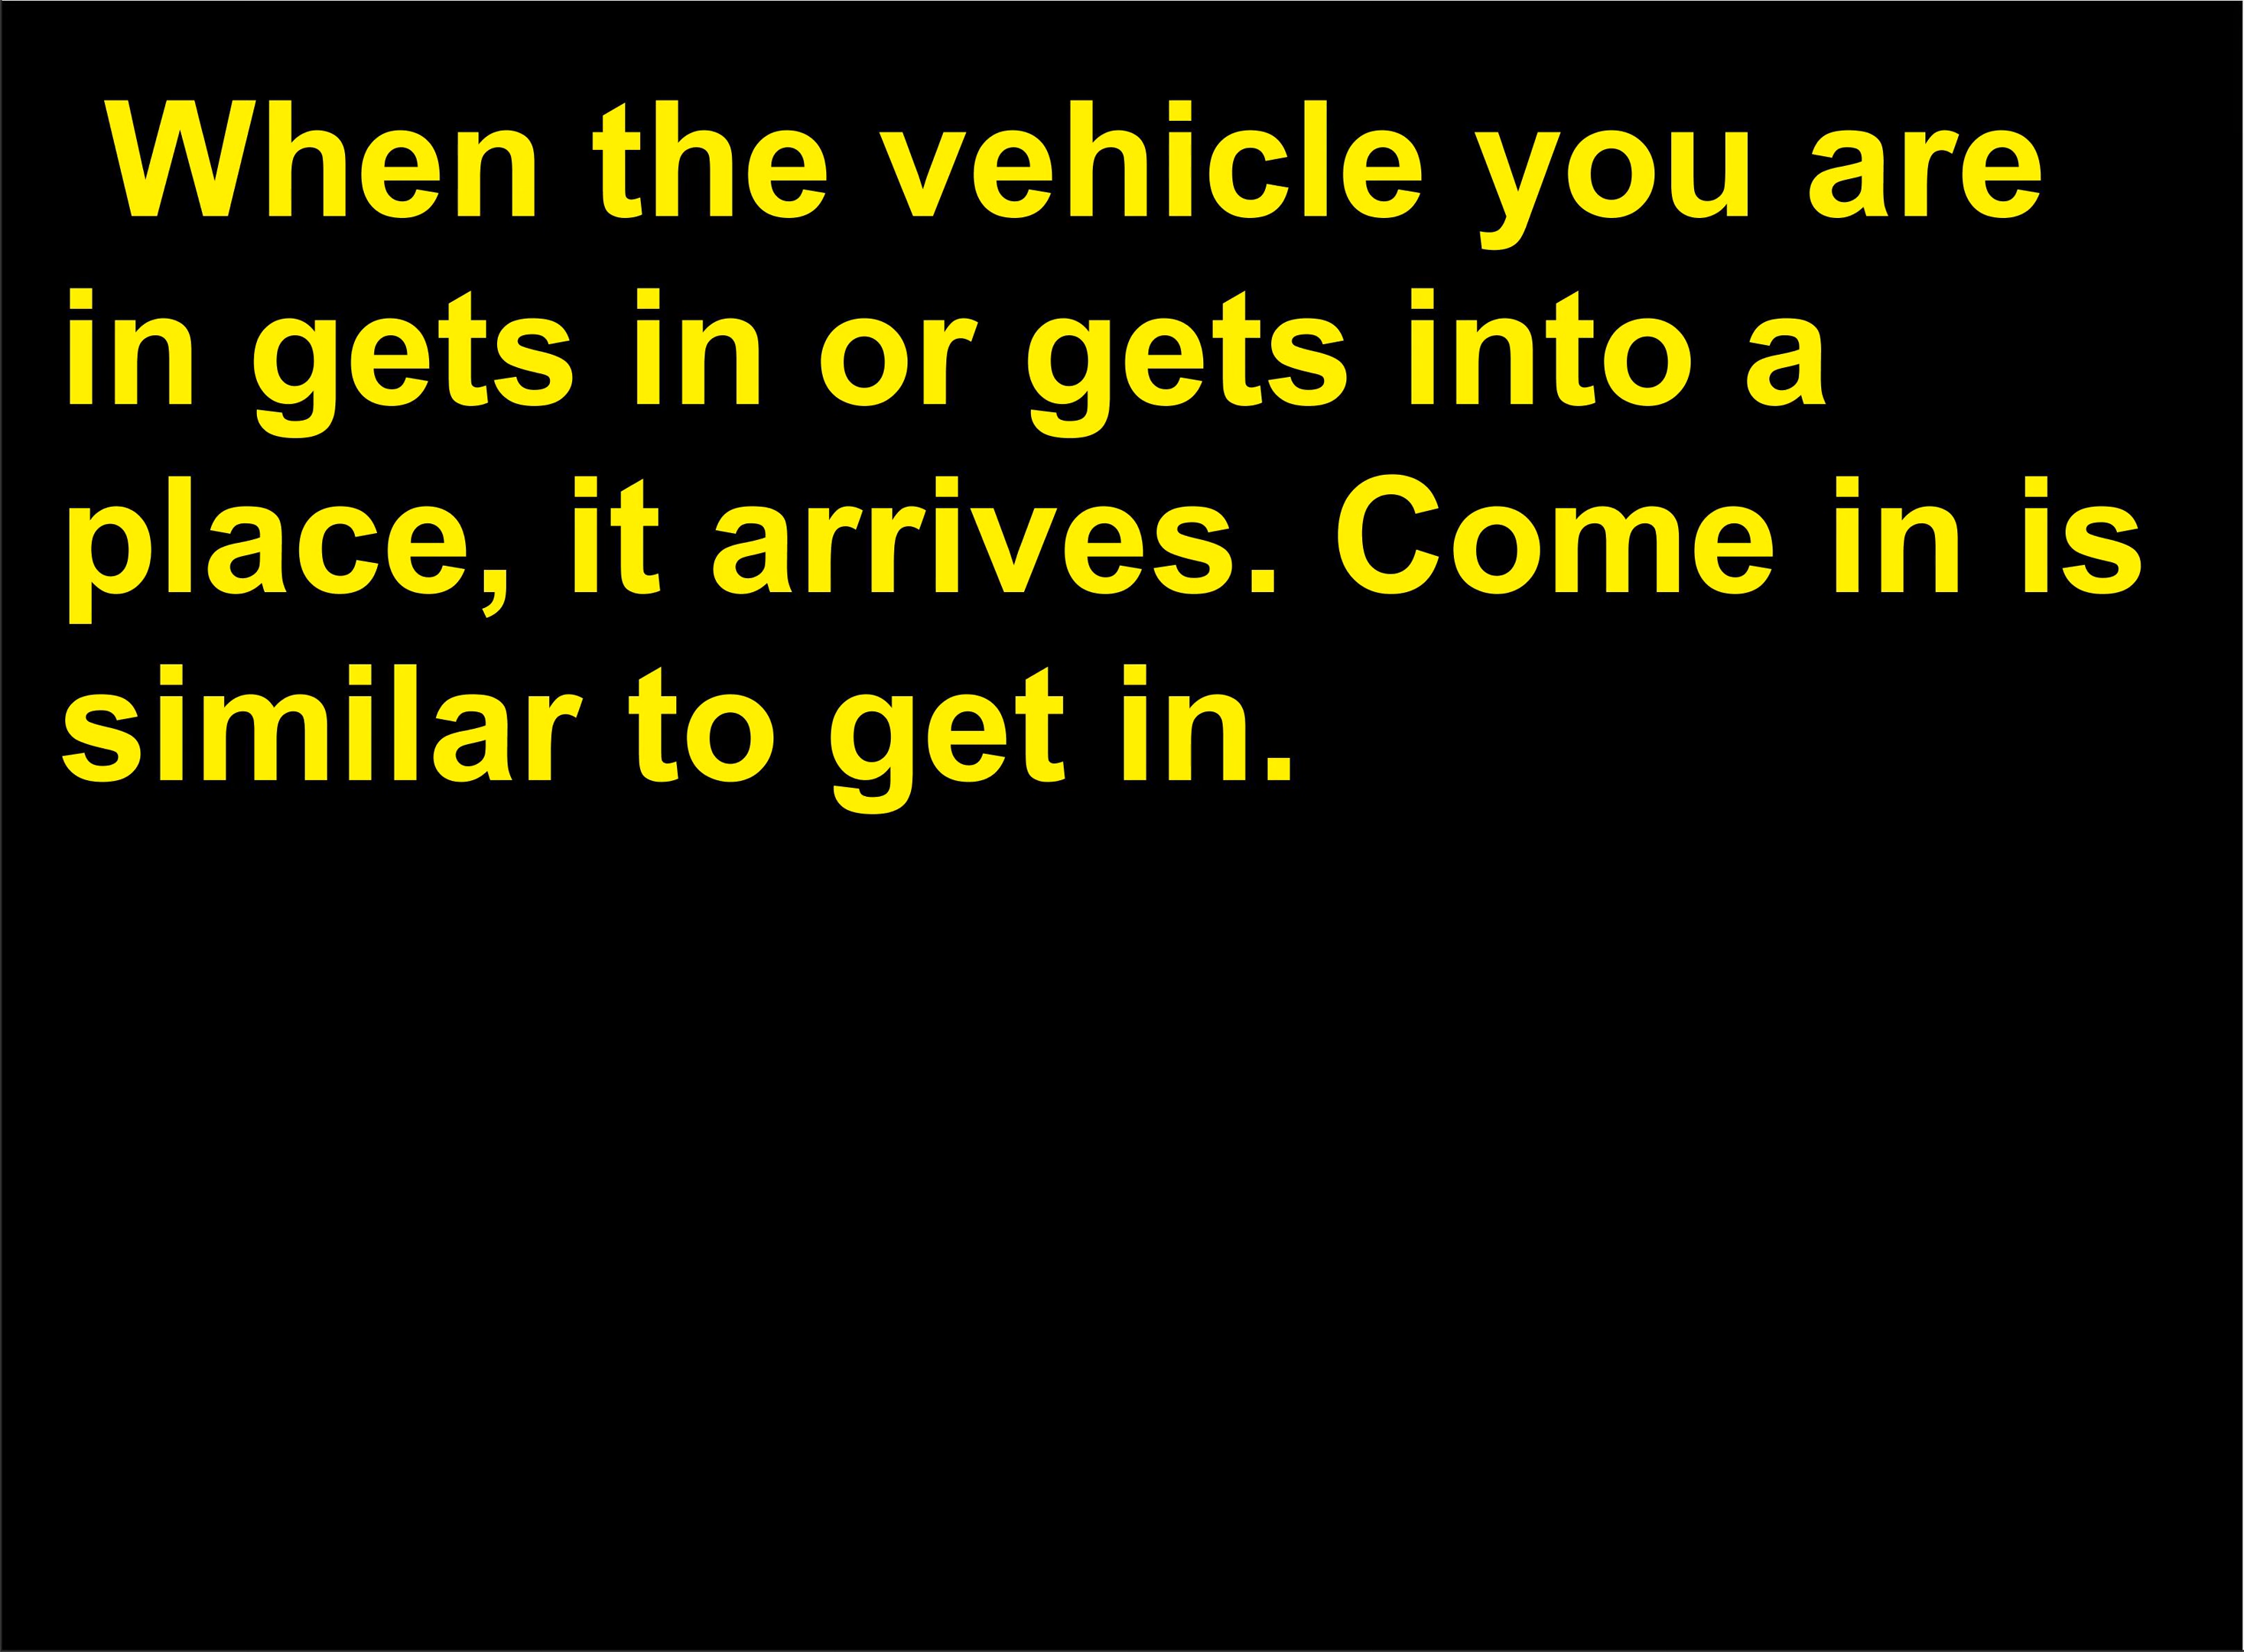 When the vehicle you are
in gets in or gets into a
place, it arrives. Come in is
similar to get in.